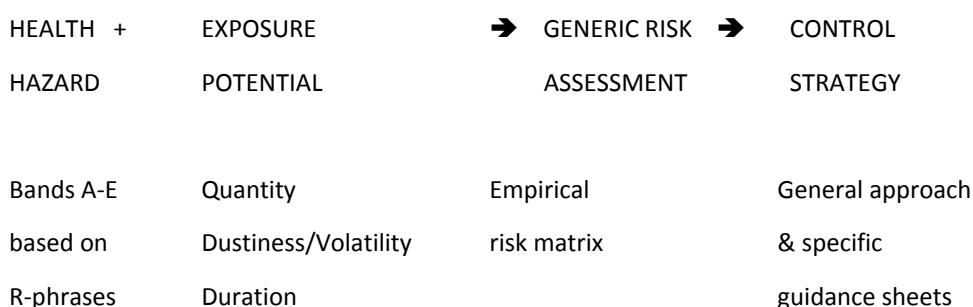 HEALTH + EXPOSURE ➔ GENERIC RISK ➔ CONTROL
HAZARD POTENTIAL ASSESSMENT STRATEGY
Bands A-E Quantity Empirical General approach
based on Dustiness/Volatility risk matrix & specific
R-phrases Duration guidance sheets